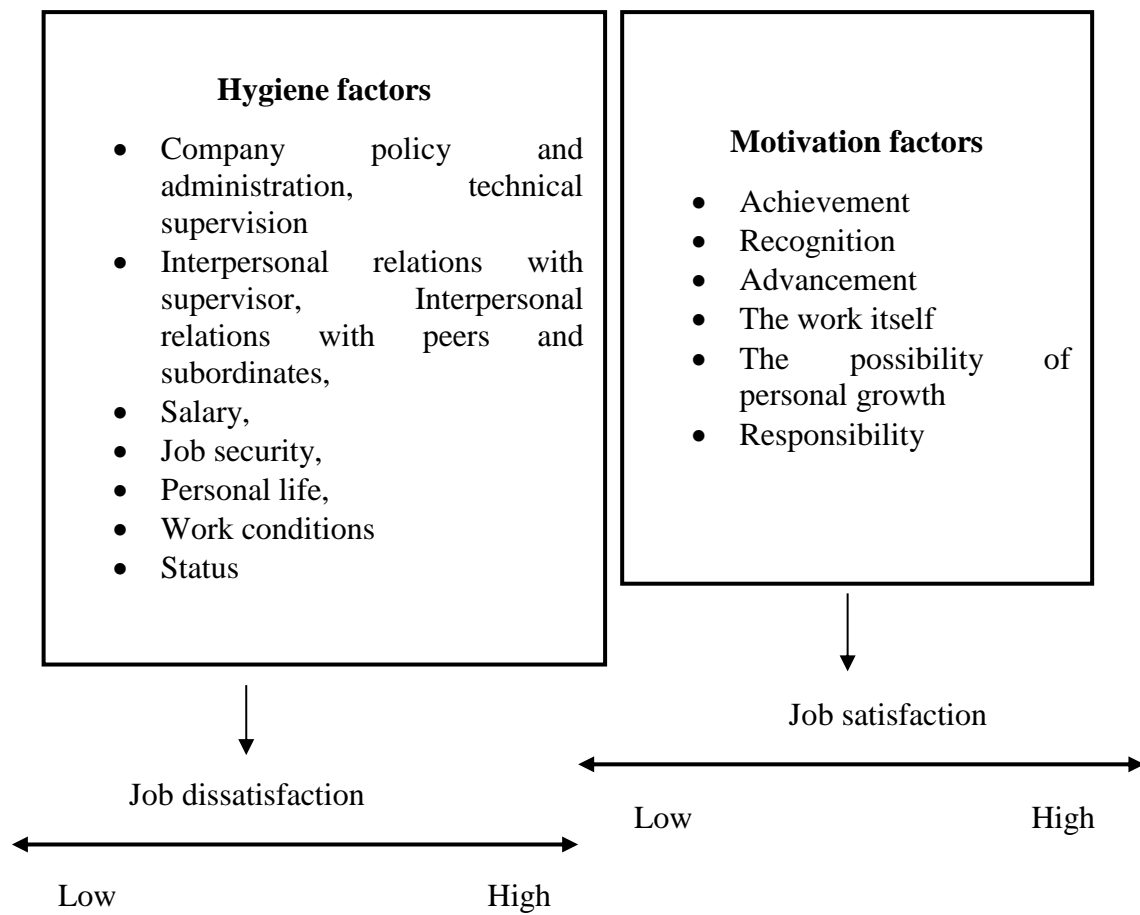 Hygiene factors
• Company policy and
administration, technical
supervision
• Interpersonal relations with
supervisor, Interpersonal
relations with peers and
subordinates,
• Salary,
• Job security,
• Personal life,
• Work conditions
• Status
Motivation factors
• Achievement
• Recognition
• Advancement
• The work itself
• The possibility of
personal growth
• Responsibility
Job dissatisfaction
Low High
Job satisfaction
Low High